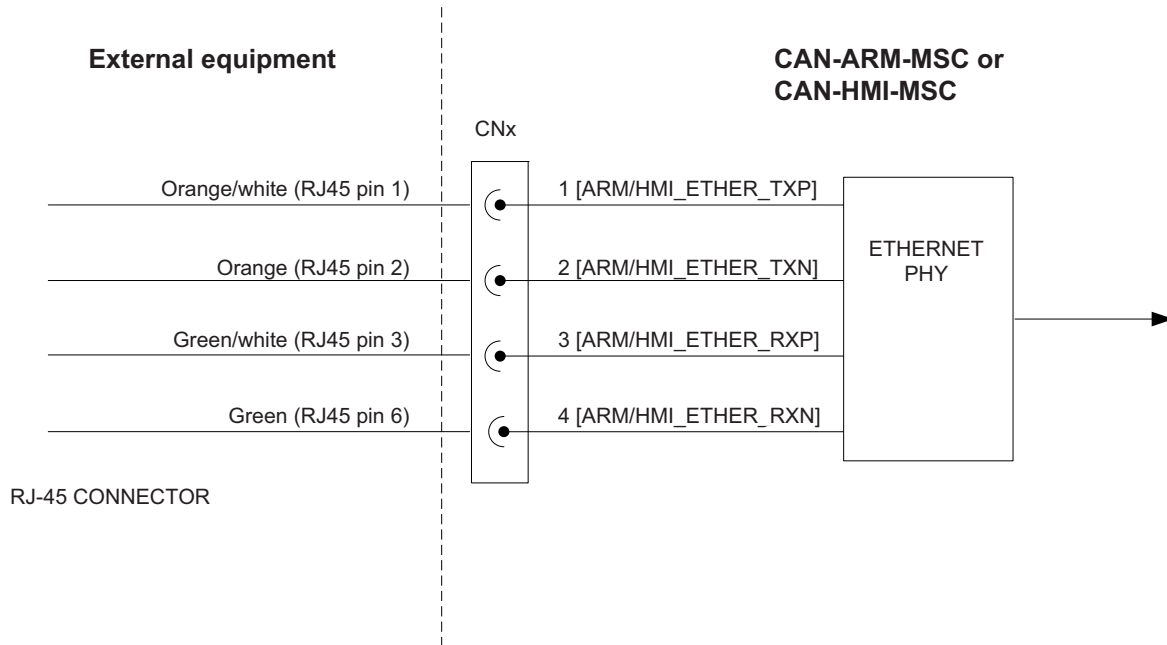 External equipment
CAN-ARM-MSC or
CAN-HMI-MSC
CNx
Orange/white (RJ45 pin 1)
1 [ARM/HMI_ETHER_TXP]
Orange (RJ45 pin 2)
2 [ARM/HMI_ETHER_TXN]
Green/white (RJ45 pin 3)
3 [ARM/HMI_ETHER_RXP]
Green (RJ45 pin 6)
4 [ARM/HMI_ETHER_RXN]
ETHERNET
PHY
RJ-45 CONNECTOR